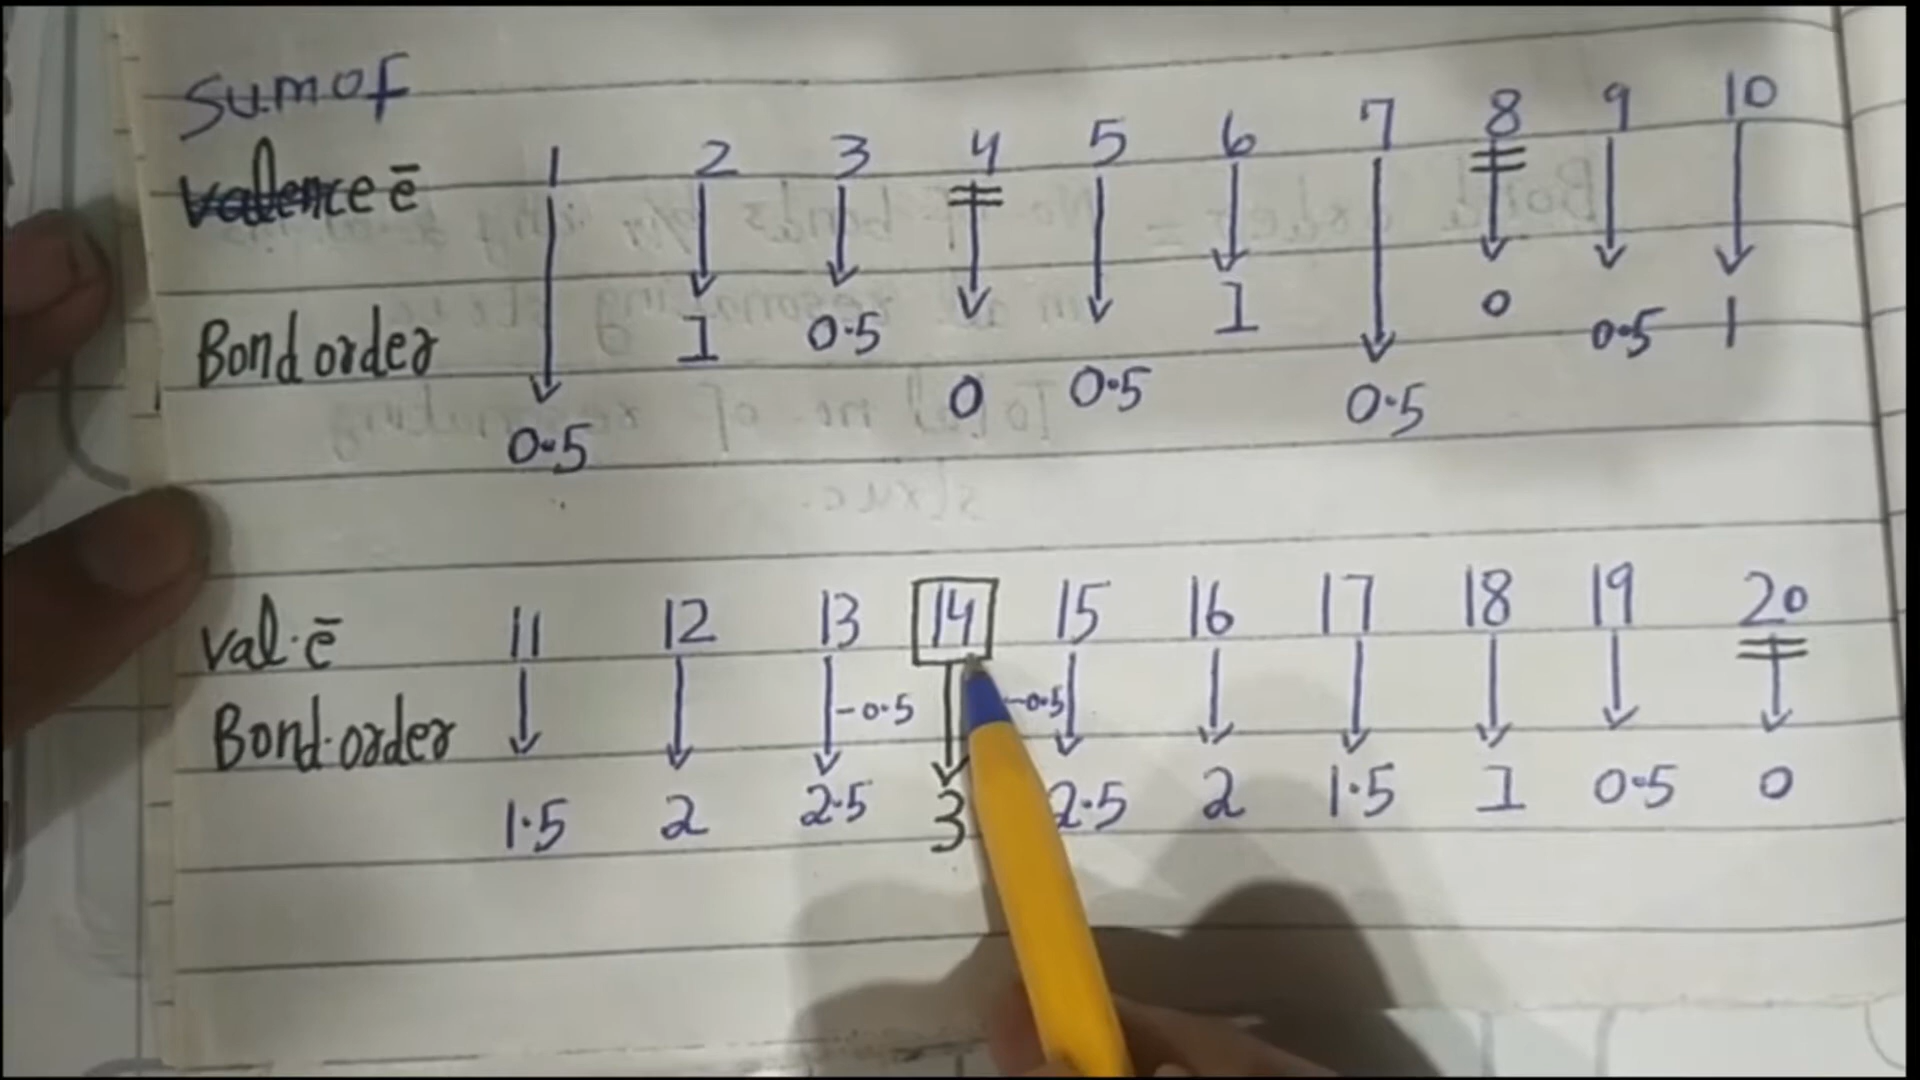 Sum of
1 2 3 4 5 6 7 8 9 10
valence ē
Bond order
0.5 1 0.5 0 0.5 1 0.5 0 0.5 1
val. ē 11 12 13 14 15 16 17 18 19 20
-0.5 -0.5
Bond. order
1.5 2 2.5 3 2.5 2 1.5 1 0.5 0